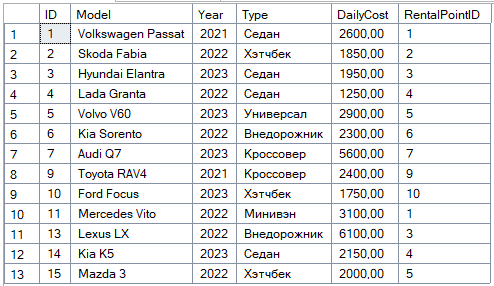 ID Model Year Type DailyCost RentalPointID
1 1 Volkswagen Passat 2021 Седан 2600,00 1
2 2 Skoda Fabia 2022 Хэтчбек 1850,00 2
3 3 Hyundai Elantra 2023 Седан 1950,00 3
4 4 Lada Granta 2022 Седан 1250,00 4
5 5 Volvo V60 2023 Универсал 2900,00 5
6 6 Kia Sorento 2022 Внедорожник 2300,00 6
7 7 Audi Q7 2023 Кроссовер 5600,00 7
8 9 Toyota RAV4 2021 Кроссовер 2400,00 9
9 10 Ford Focus 2023 Хэтчбек 1750,00 10
10 11 Mercedes Vito 2022 Минивэн 3100,00 1
11 13 Lexus LX 2022 Внедорожник 6100,00 3
12 14 Kia K5 2023 Седан 2150,00 4
13 15 Mazda 3 2022 Хэтчбек 2000,00 5